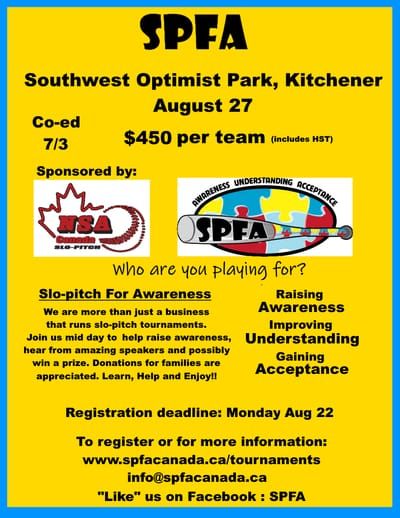 SPFA
Southwest Optimist Park, Kitchener
August 27
Co-ed
7/3
$450 per team (includes HST)
Sponsored by:
NSA
Canada
SLO-PITCH
AWARENESS UNDERSTANDING ACCEPTANCE
SPFA
Who are you playing for?
Slo-pitch For Awareness
We are more than just a business
that runs slo-pitch tournaments.
Join us mid day to help raise awareness,
hear from amazing speakers and possibly
win a prize. Donations for families are
appreciated. Learn, Help and Enjoy!!
Raising
Awareness
Improving
Understanding
Gaining
Acceptance
Registration deadline: Monday Aug 22
To register or for more information:
www.spfacanada.ca/tournaments
info@spfacanada.ca
"Like" us on Facebook : SPFA